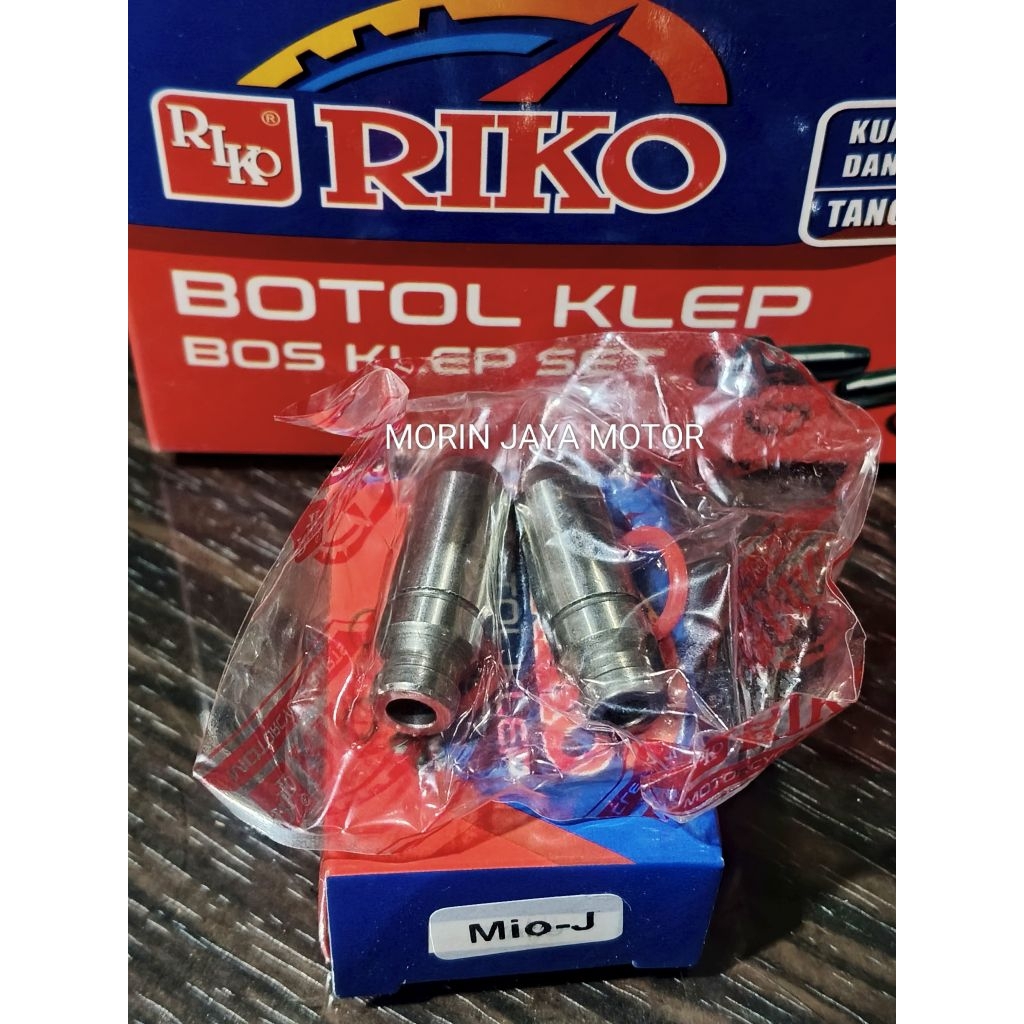 RIKO ®
RIKO
KUA
DAN
TANG
BOTOL KLEP
BOS KLEP SET
MORIN JAYA MOTOR
Mio-J